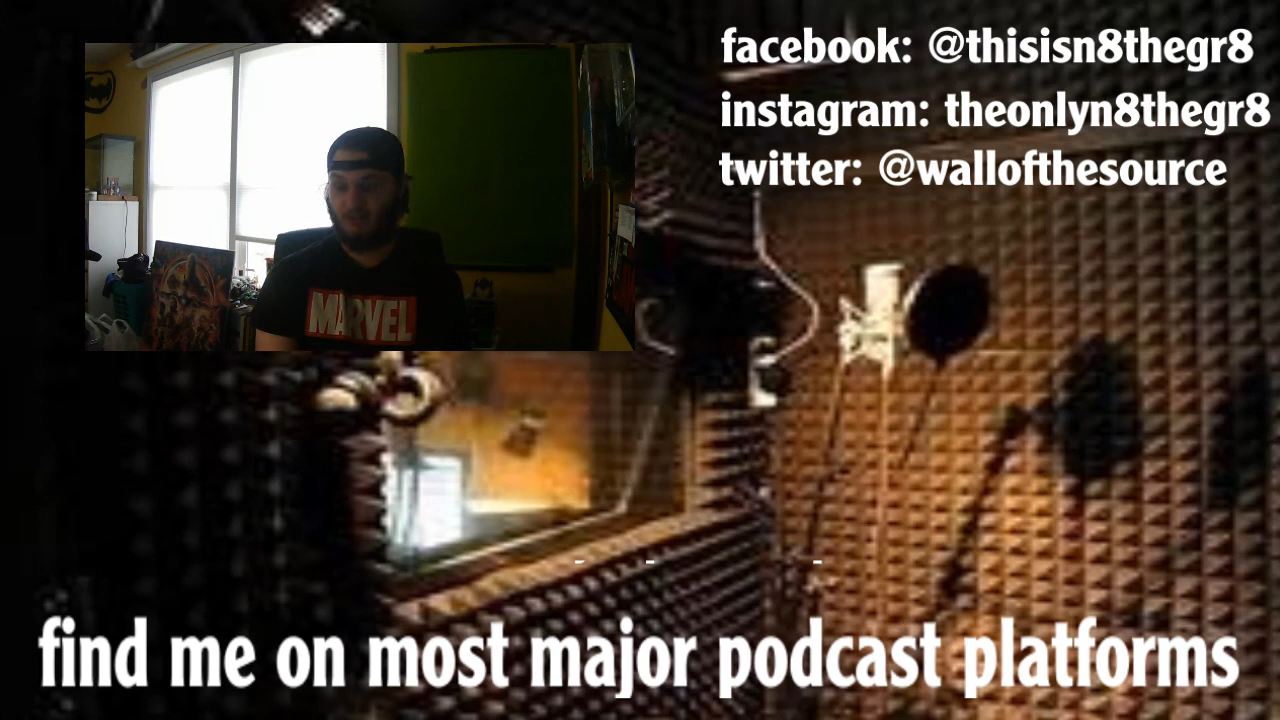 facebook: @thisisn8thegr8
instagram: theonlyn8thegr8
twitter: @wallofthesource
MARVEL
find me on most major podcast platforms